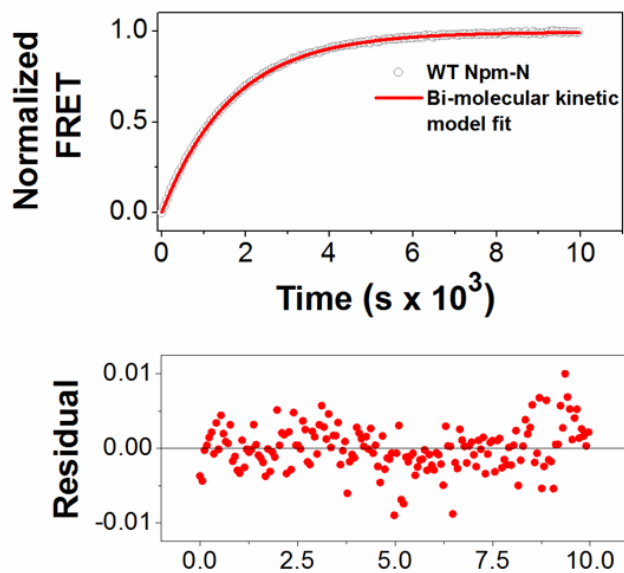 1.0
0.5
0.0
Normalized
FRET
WT Npm-N
Bi-molecular kinetic
model fit
0 2 4 6 8 10
Time (s x 10³)
0.01
0.00
-0.01
Residual
0.0 2.5 5.0 7.5 10.0